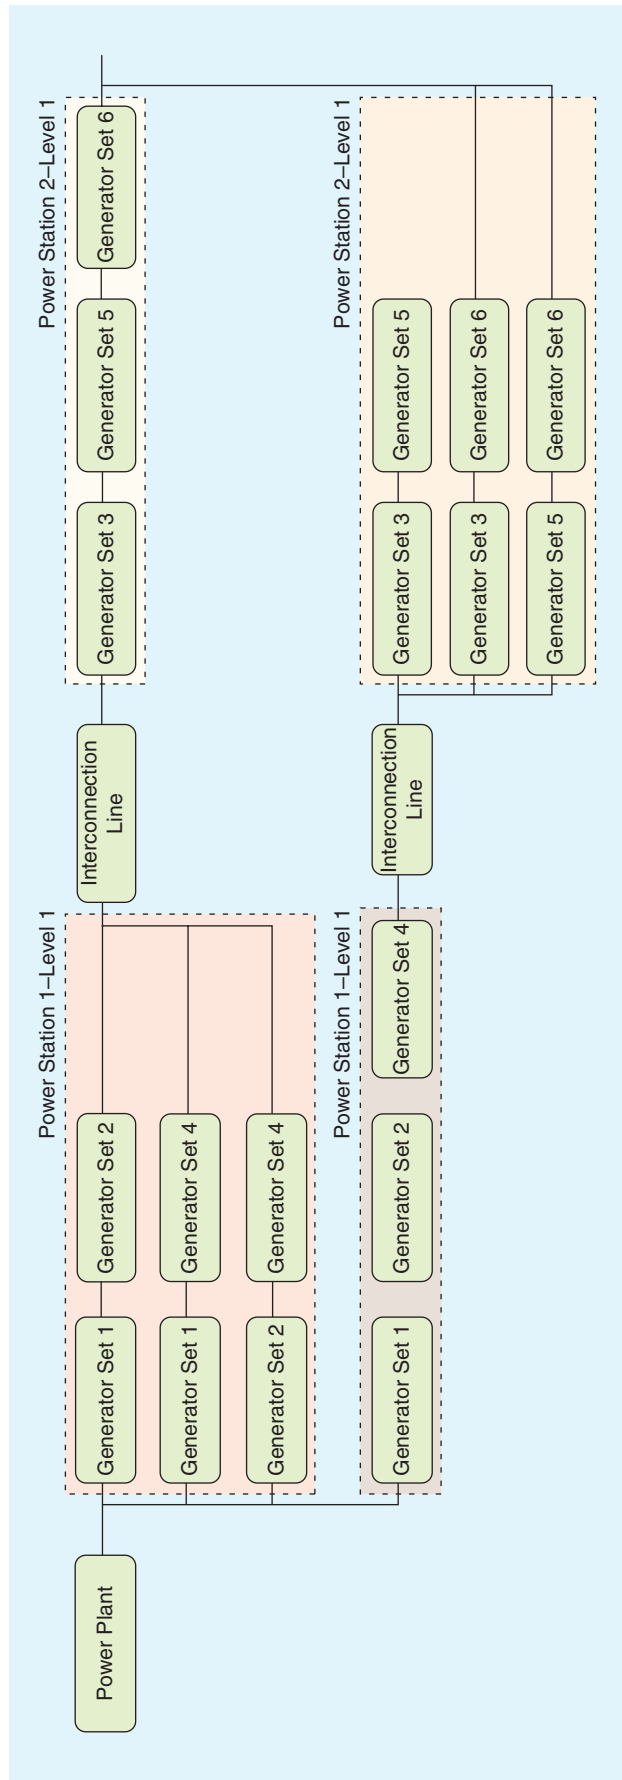 Power Plant
Power Station 1–Level 1
Generator Set 1
Generator Set 2
Generator Set 1
Generator Set 4
Generator Set 2
Generator Set 4
Interconnection
Line
Power Station 2–Level 1
Generator Set 3
Generator Set 5
Generator Set 6
Power Station 1–Level 1
Generator Set 1
Generator Set 2
Generator Set 4
Interconnection
Line
Power Station 2–Level 1
Generator Set 3
Generator Set 5
Generator Set 3
Generator Set 6
Generator Set 5
Generator Set 6